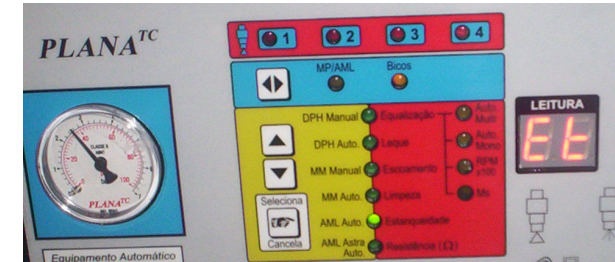 PLANA TC
1 2 3 4
MP/AML Bicos
DPH Manual Equalização Auto. Multi
DPH Auto. Leque Auto. Mono
MM Manual Escoamento RPM x100
MM Auto. Limpeza Ms
AML Auto. Estanqueidade
AML Astra Auto. Resistência (Ω)
Seleciona
Cancela
LEITURA
Et
PLANATC
Equipamento Automático